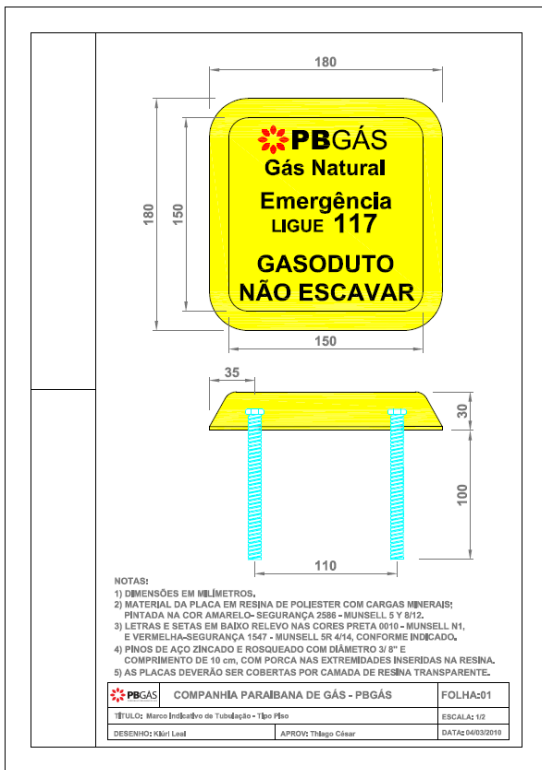 180
180
150
PBGÁS
Gás Natural
Emergência
LIGUE 117
GASODUTO
NÃO ESCAVAR
150
35
30
100
110
NOTAS:
1) DIMENSÕES EM MILÍMETROS.
2) MATERIAL DA PLACA EM RESINA DE POLIESTER COM CARGAS MINERAIS;
PINTADA NA COR AMARELO- SEGURANÇA 2586 - MUNSELL 5 Y 8/12.
3) LETRAS E SETAS EM BAIXO RELEVO NAS CORES PRETA 0010 - MUNSELL N1,
E VERMELHA-SEGURANÇA 1547 - MUNSELL 5R 4/14, CONFORME INDICADO.
4) PINOS DE AÇO ZINCADO E ROSQUEADO COM DIÂMETRO 3/ 8" E
COMPRIMENTO DE 10 cm, COM PORCA NAS EXTREMIDADES INSERIDAS NA RESINA.
5) AS PLACAS DEVERÃO SER COBERTAS POR CAMADA DE RESINA TRANSPARENTE.
PBGÁS COMPANHIA PARAIBANA DE GÁS - PBGÁS FOLHA:01
TÍTULO: Marco Indicativo de Tubulação - Tipo Piso ESCALA: 1/2
DESENHO: Kiúri Leal APROV: Thiago César DATA: 04/03/2010